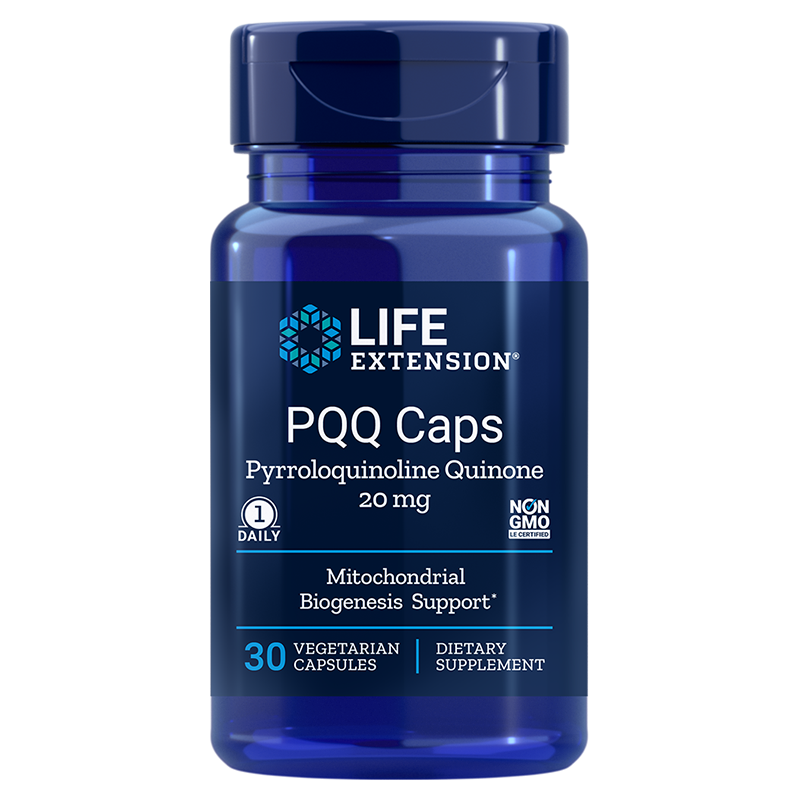 LIFE
EXTENSION®
PQQ Caps
Pyrroloquinoline Quinone
20 mg
1
DAILY
NON
GMO
LE CERTIFIED
Mitochondrial
Biogenesis Support*
30 VEGETARIAN
CAPSULES
DIETARY
SUPPLEMENT